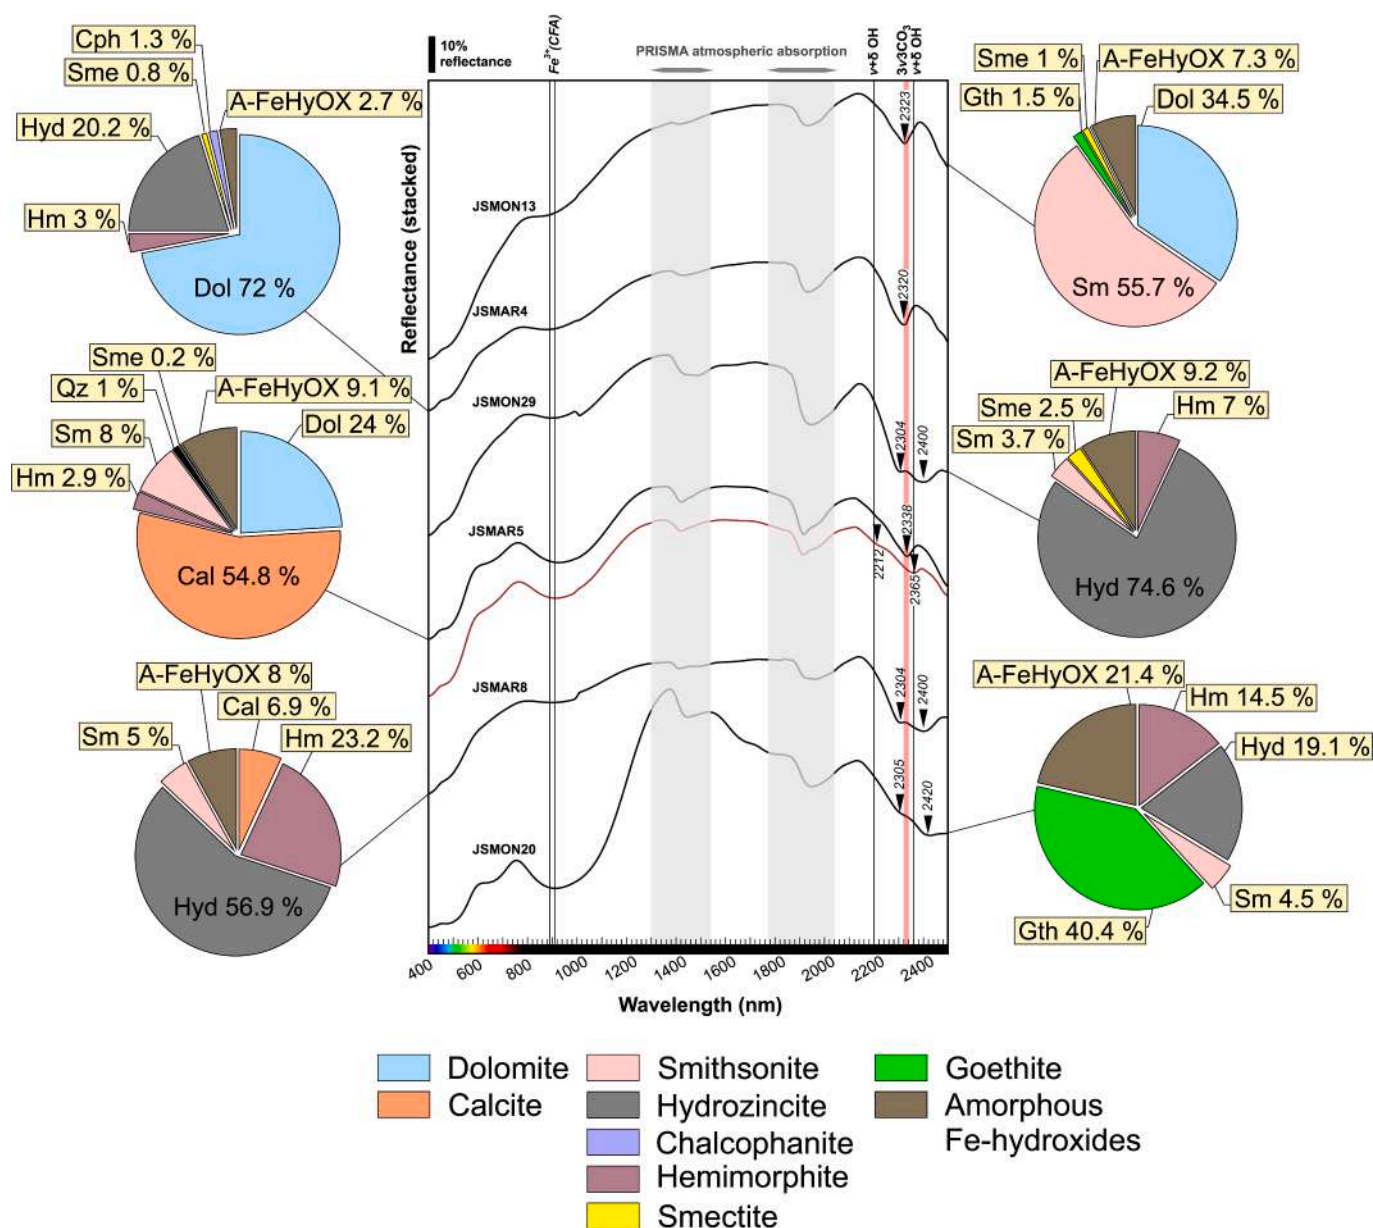 Cph 1.3 %
Sme 0.8 %
A-FeHyOX 2.7 %
Hyd 20.2 %
Hm 3 %
Dol 72 %
Sme 0.2 %
Qz 1 %
A-FeHyOX 9.1 %
Sm 8 %
Dol 24 %
Hm 2.9 %
Cal 54.8 %
A-FeHyOX 8 %
Cal 6.9 %
Sm 5 %
Hm 23.2 %
Hyd 56.9 %
10%
reflectance
Fe³⁺(CFA)
PRISMA atmospheric absorption
ν+δ OH
3ν3CO₃
ν+δ OH
Reflectance (stacked)
2323
JSMON13
2320
JSMAR4
JSMON29
2304
2400
JSMAR5
2338
2212
2365
JSMAR8
2304
2400
2305
2420
JSMON20
400
600
800
1000
1200
1400
1600
1800
2000
2200
2400
Wavelength (nm)
Sme 1 %
A-FeHyOX 7.3 %
Gth 1.5 %
Dol 34.5 %
Sm 55.7 %
A-FeHyOX 9.2 %
Sme 2.5 %
Hm 7 %
Sm 3.7 %
Hyd 74.6 %
A-FeHyOX 21.4 %
Hm 14.5 %
Hyd 19.1 %
Sm 4.5 %
Gth 40.4 %
Dolomite
Calcite
Smithsonite
Hydrozincite
Chalcophanite
Hemimorphite
Smectite
Goethite
Amorphous
Fe-hydroxides